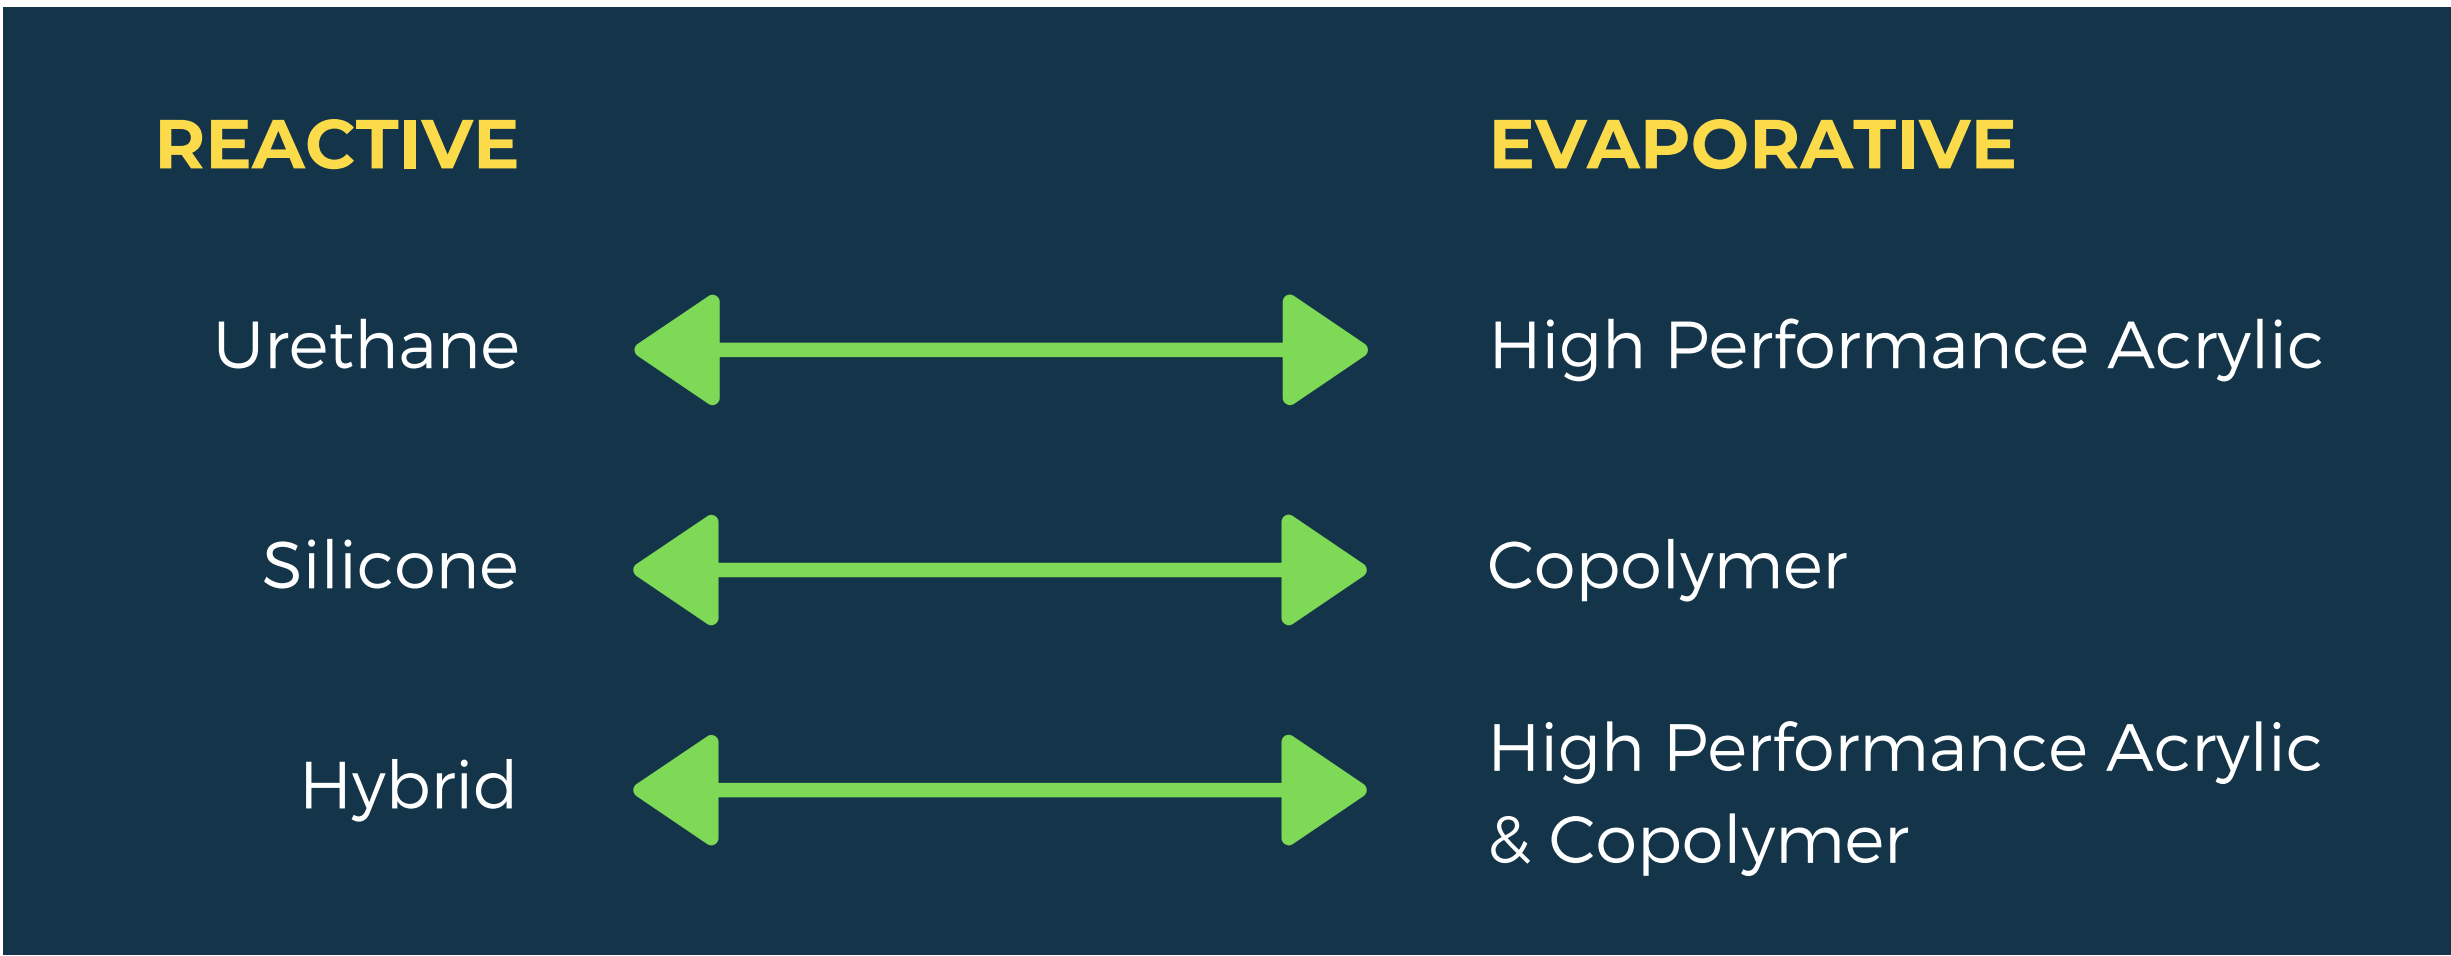 REACTIVE
EVAPORATIVE
Urethane
High Performance Acrylic
Silicone
Copolymer
Hybrid
High Performance Acrylic
& Copolymer